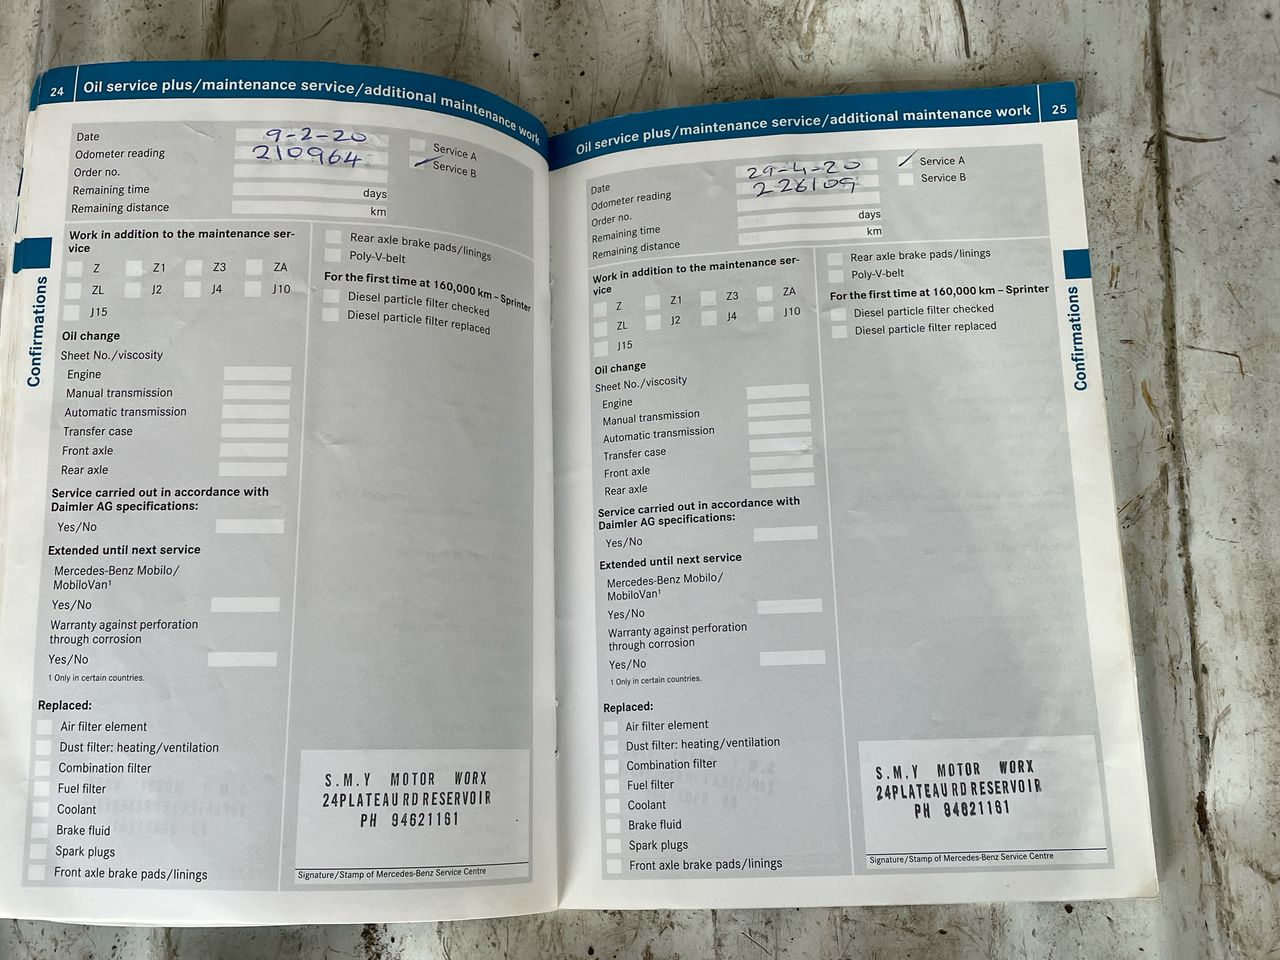 24
Oil service plus/maintenance service/additional maintenance work
Date 9-2-20
Odometer reading 210964
Order no.
Remaining time days
Remaining distance km
Service A
Service B
Work in addition to the maintenance ser-
vice
Z Z1 Z3 ZA
ZL J2 J4 J10
J15
Oil change
Sheet No./viscosity
Engine
Manual transmission
Automatic transmission
Transfer case
Front axle
Rear axle
Service carried out in accordance with
Daimler AG specifications:
Yes/No
Extended until next service
Mercedes-Benz Mobilo/
MobiloVan¹
Yes/No
Warranty against perforation
through corrosion
Yes/No
1 Only in certain countries.
Replaced:
Air filter element
Dust filter: heating/ventilation
Combination filter
Fuel filter
Coolant
Brake fluid
Spark plugs
Front axle brake pads/linings
Rear axle brake pads/linings
Poly-V-belt
For the first time at 160,000 km – Sprinter
Diesel particle filter checked
Diesel particle filter replaced
S.M.Y MOTOR WORX
24PLATEAU RD RESERVOIR
PH 94621161
Signature/Stamp of Mercedes-Benz Service Centre
Confirmations
Oil service plus/maintenance service/additional maintenance work
25
Date 29-4-20
Odometer reading 226109
Order no.
Remaining time days
Remaining distance km
Service A
Service B
Work in addition to the maintenance ser-
vice
Z Z1 Z3 ZA
ZL J2 J4 J10
J15
Oil change
Sheet No./viscosity
Engine
Manual transmission
Automatic transmission
Transfer case
Front axle
Rear axle
Service carried out in accordance with
Daimler AG specifications:
Yes/No
Extended until next service
Mercedes-Benz Mobilo/
MobiloVan¹
Yes/No
Warranty against perforation
through corrosion
Yes/No
1 Only in certain countries.
Replaced:
Air filter element
Dust filter: heating/ventilation
Combination filter
Fuel filter
Coolant
Brake fluid
Spark plugs
Front axle brake pads/linings
Rear axle brake pads/linings
Poly-V-belt
For the first time at 160,000 km – Sprinter
Diesel particle filter checked
Diesel particle filter replaced
S.M.Y MOTOR WORX
24PLATEAU RD RESERVOIR
PH 94621161
Signature/Stamp of Mercedes-Benz Service Centre
Confirmations